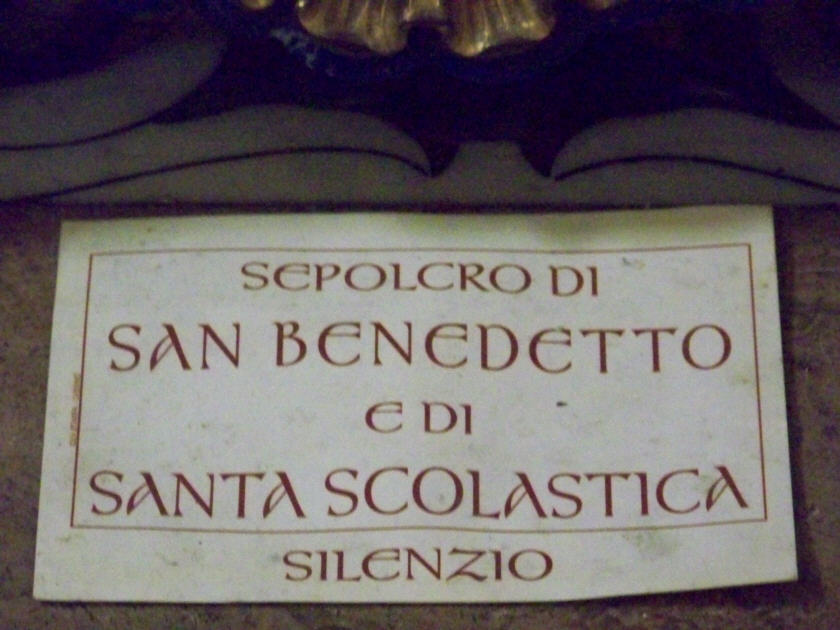 SEPOLCRO DI
SAN BENEDETTO
E DI
SANTA SCOLASTICA
SILENZIO